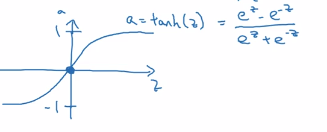 a
1
a = tanh(z) = (e^z - e^-z) / (e^z + e^-z)
z
-1